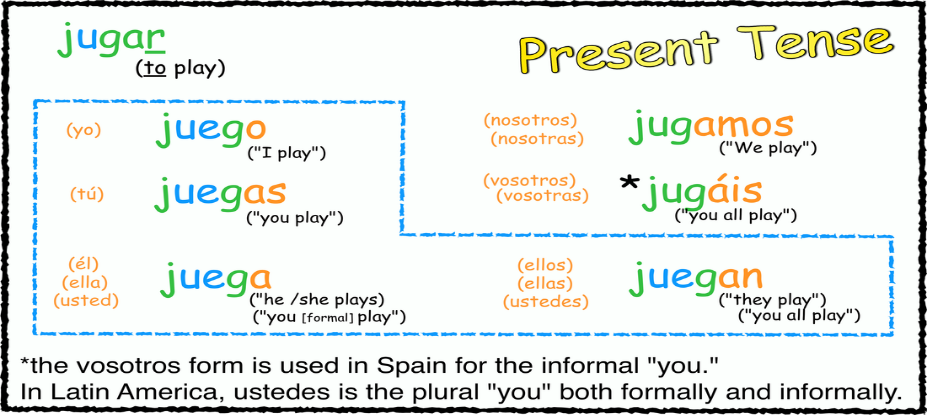 jugar
(to play)
Present Tense
(yo)
juego
("I play")
(nosotros)
(nosotras)
jugamos
("We play")
(tú)
juegas
("you play")
(vosotros)
(vosotras)
*jugáis
("you all play")
(él)
(ella)
(usted)
juega
("he /she plays)
("you [formal] play")
(ellos)
(ellas)
(ustedes)
juegan
("they play")
("you all play")
*the vosotros form is used in Spain for the informal "you."
In Latin America, ustedes is the plural "you" both formally and informally.